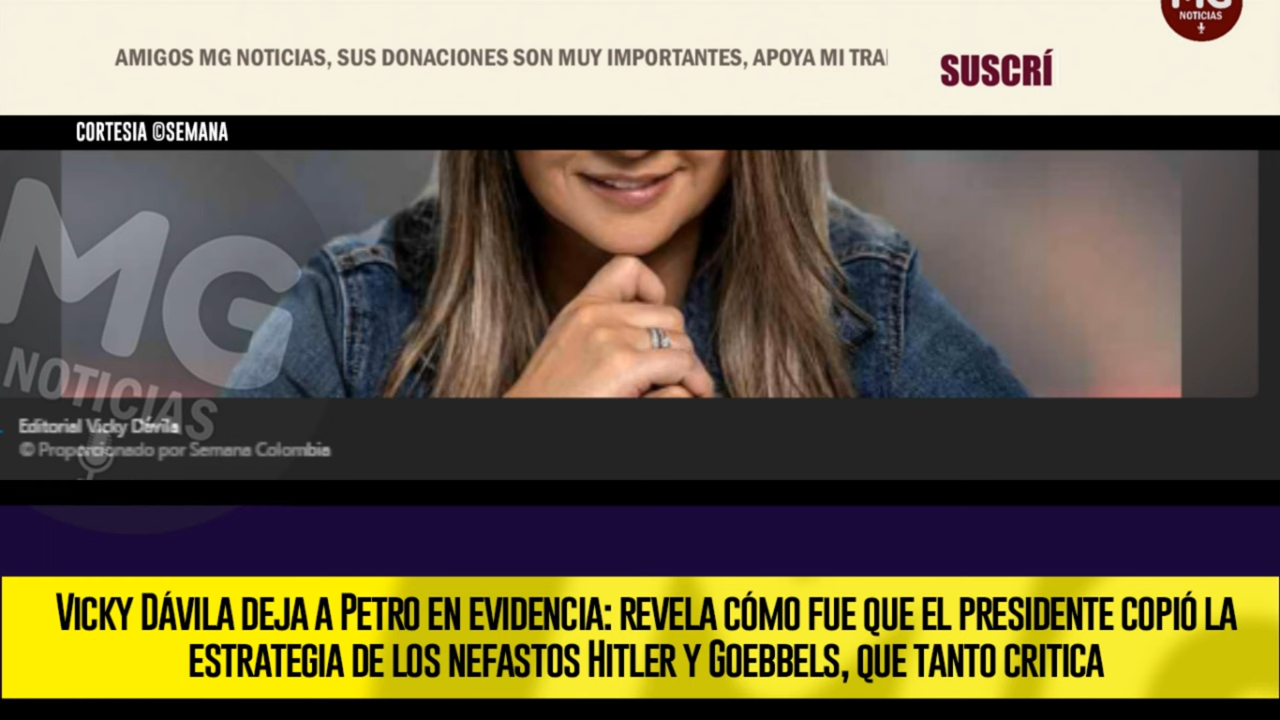 MG
NOTICIAS
AMIGOS MG NOTICIAS, SUS DONACIONES SON MUY IMPORTANTES, APOYA MI
SUSCRÍ
CORTESIA ©SEMANA
MG
NOTICIAS
Editorial Vicky Dávila
© Proporcionado por Semana Colombia
VICKY DÁVILA DEJA A PETRO EN EVIDENCIA: REVELA CÓMO FUE QUE EL PRESIDENTE COPIÓ LA
ESTRATEGIA DE LOS NEFASTOS HITLER Y GOEBBELS, QUE TANTO CRITICA